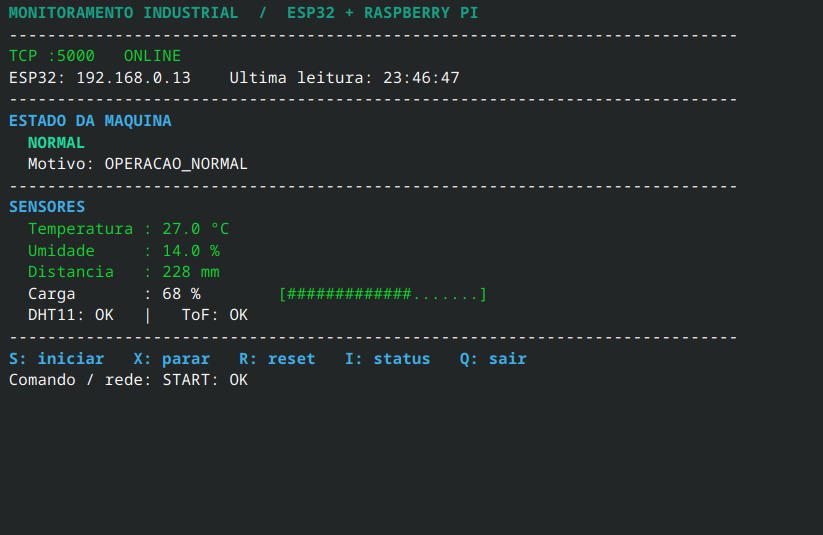 MONITORAMENTO INDUSTRIAL  /  ESP32 + RASPBERRY PI
----------------------------------------------------------------------------
TCP :5000   ONLINE
ESP32: 192.168.0.13    Ultima leitura: 23:46:47
----------------------------------------------------------------------------
ESTADO DA MAQUINA
  NORMAL
  Motivo: OPERACAO_NORMAL
----------------------------------------------------------------------------
SENSORES
  Temperatura : 27.0 °C
  Umidade     : 14.0 %
  Distancia   : 228 mm
  Carga       : 68 %        [#############.......]
  DHT11: OK   |   ToF: OK
----------------------------------------------------------------------------
S: iniciar   X: parar   R: reset   I: status   Q: sair
Comando / rede: START: OK